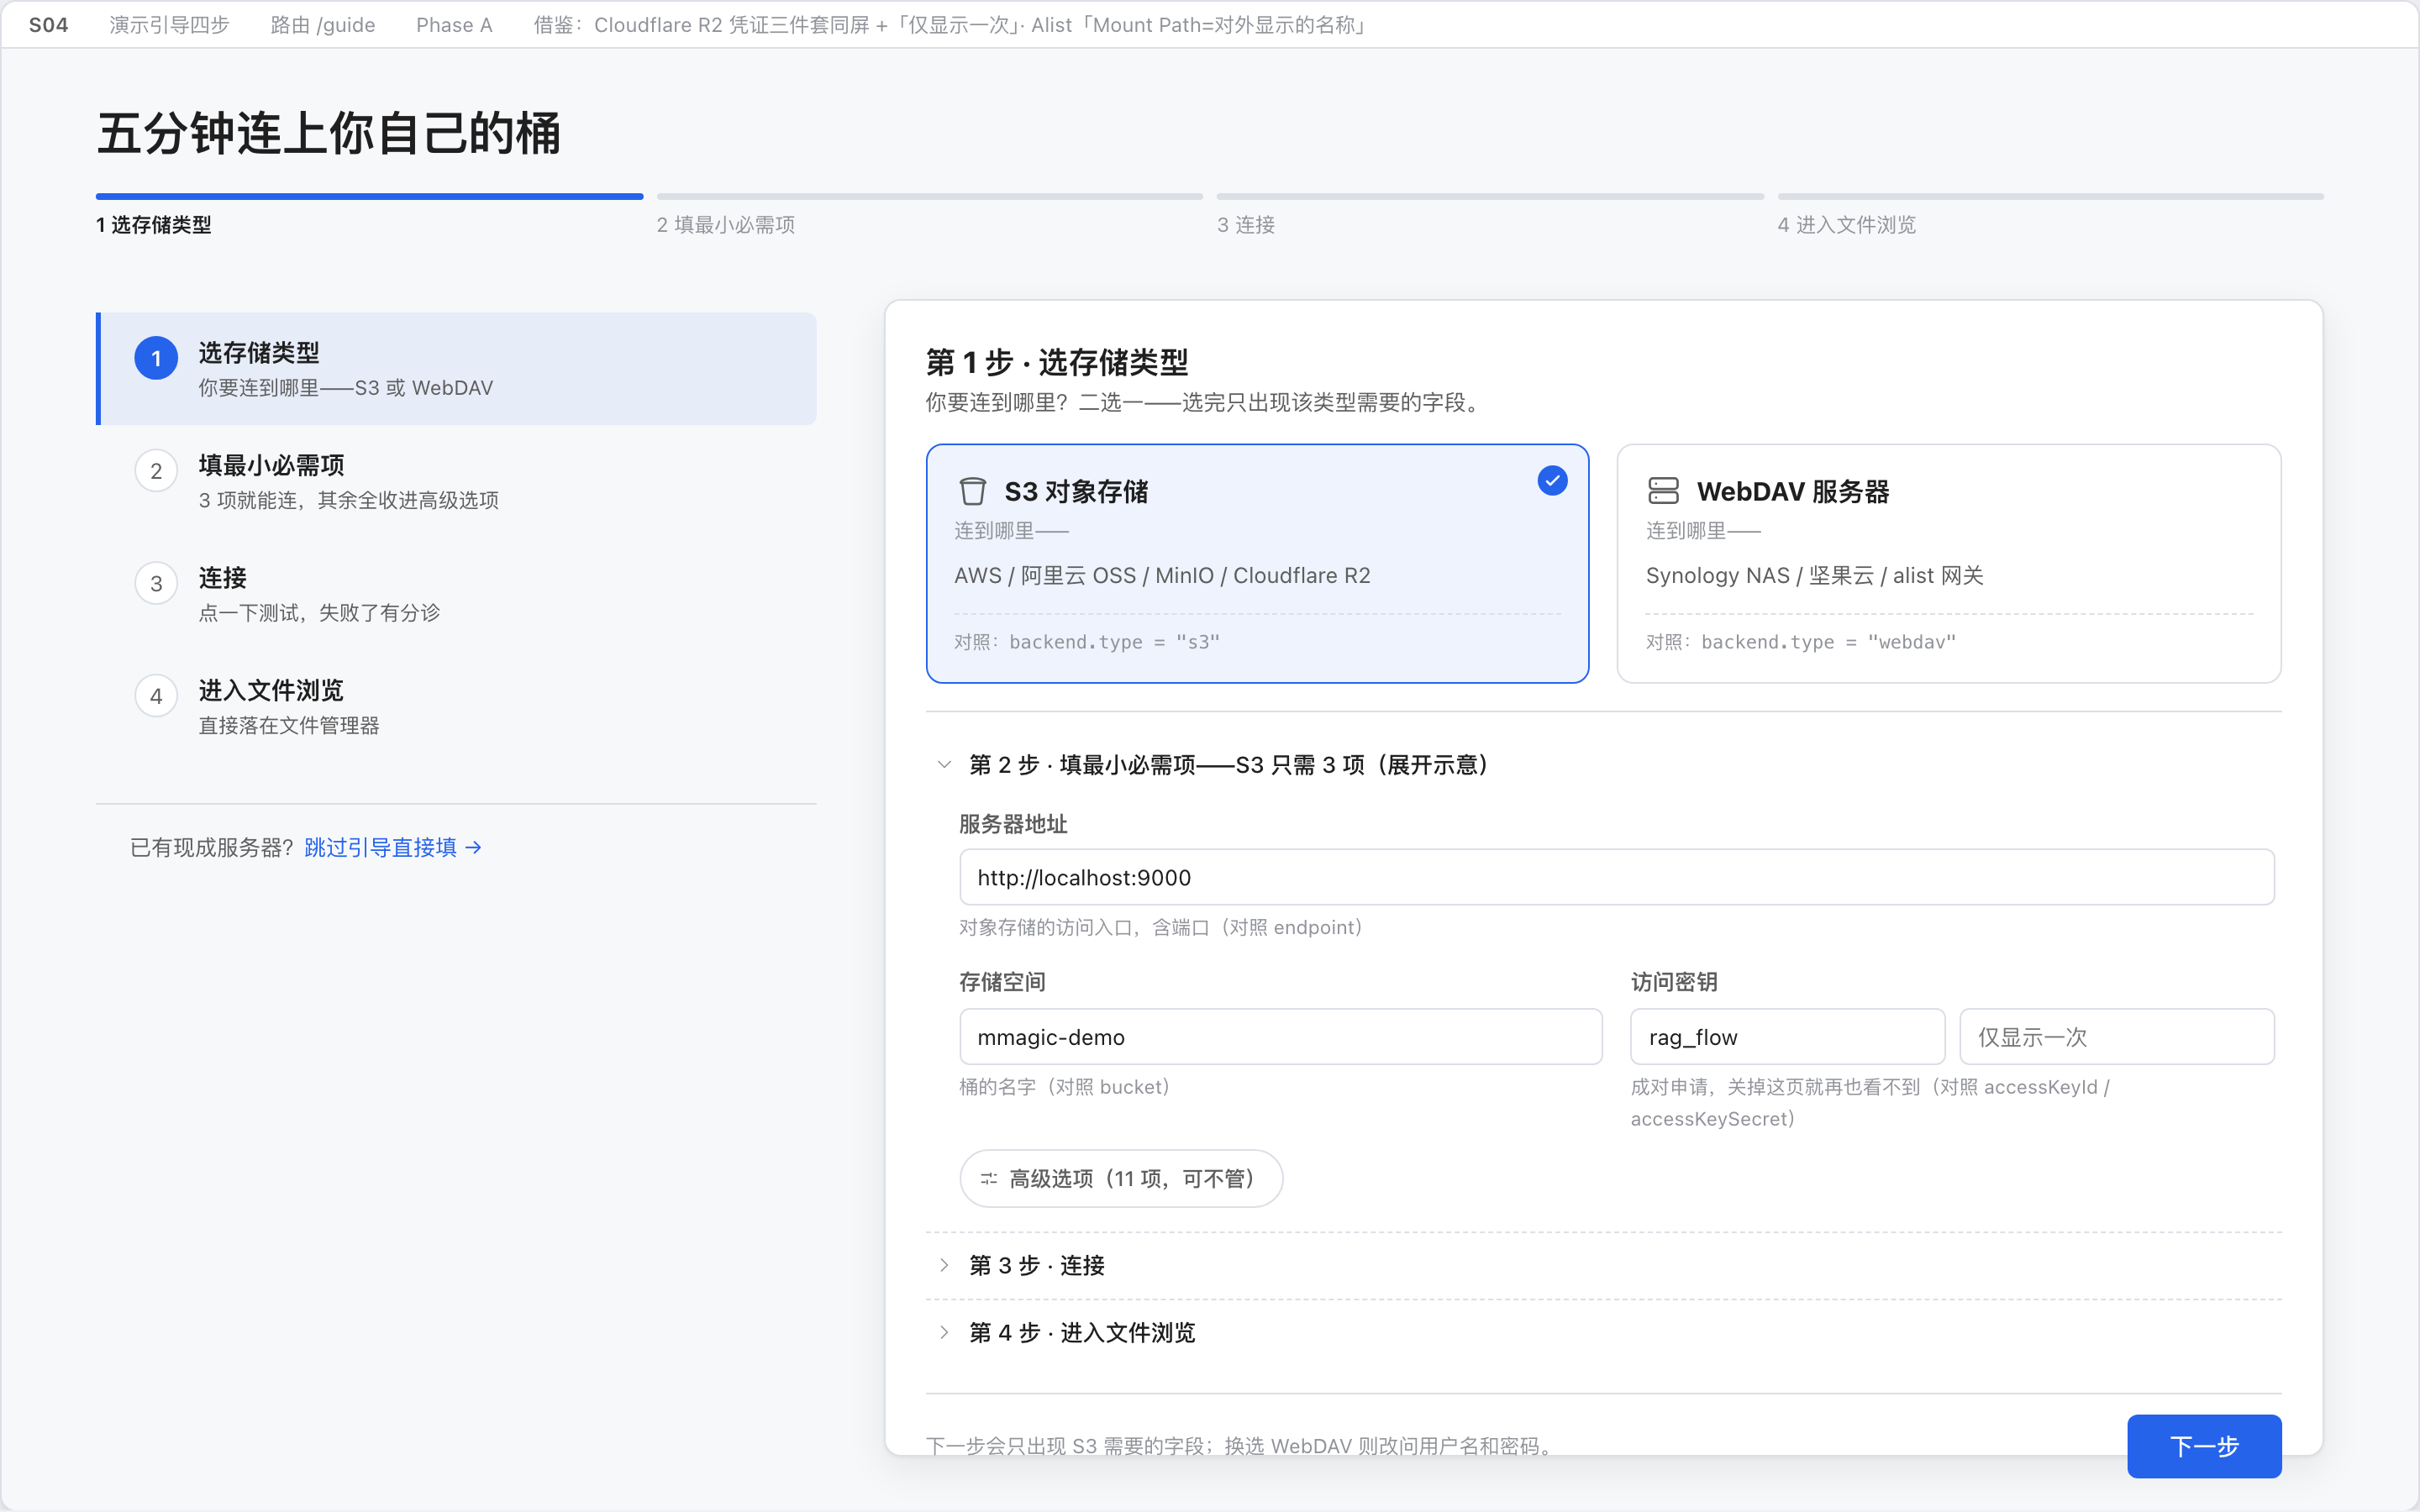 S04 演示引导四步 路由 /guide Phase A 借鉴：Cloudflare R2 凭证三件套同屏 +「仅显示一次」· Alist「Mount Path=对外显示的名称」
五分钟连上你自己的桶
1 选存储类型
2 填最小必需项
3 连接
4 进入文件浏览
1
选存储类型
你要连到哪里——S3 或 WebDAV
2
填最小必需项
3 项就能连，其余全收进高级选项
3
连接
点一下测试，失败了有分诊
4
进入文件浏览
直接落在文件管理器
已有现成服务器？ 跳过引导直接填 →
第 1 步 · 选存储类型
你要连到哪里？二选一——选完只出现该类型需要的字段。
S3 对象存储
连到哪里——
AWS / 阿里云 OSS / MinIO / Cloudflare R2
对照：backend.type = "s3"
WebDAV 服务器
连到哪里——
Synology NAS / 坚果云 / alist 网关
对照：backend.type = "webdav"
第 2 步 · 填最小必需项——S3 只需 3 项（展开示意）
服务器地址
http://localhost:9000
对象存储的访问入口，含端口（对照 endpoint）
存储空间
mmagic-demo
桶的名字（对照 bucket）
访问密钥
rag_flow
仅显示一次
成对申请，关掉这页就再也看不到（对照 accessKeyId /
accessKeySecret）
高级选项（11 项，可不管）
第 3 步 · 连接
第 4 步 · 进入文件浏览
下一步会只出现 S3 需要的字段；换选 WebDAV 则改问用户名和密码。
下一步